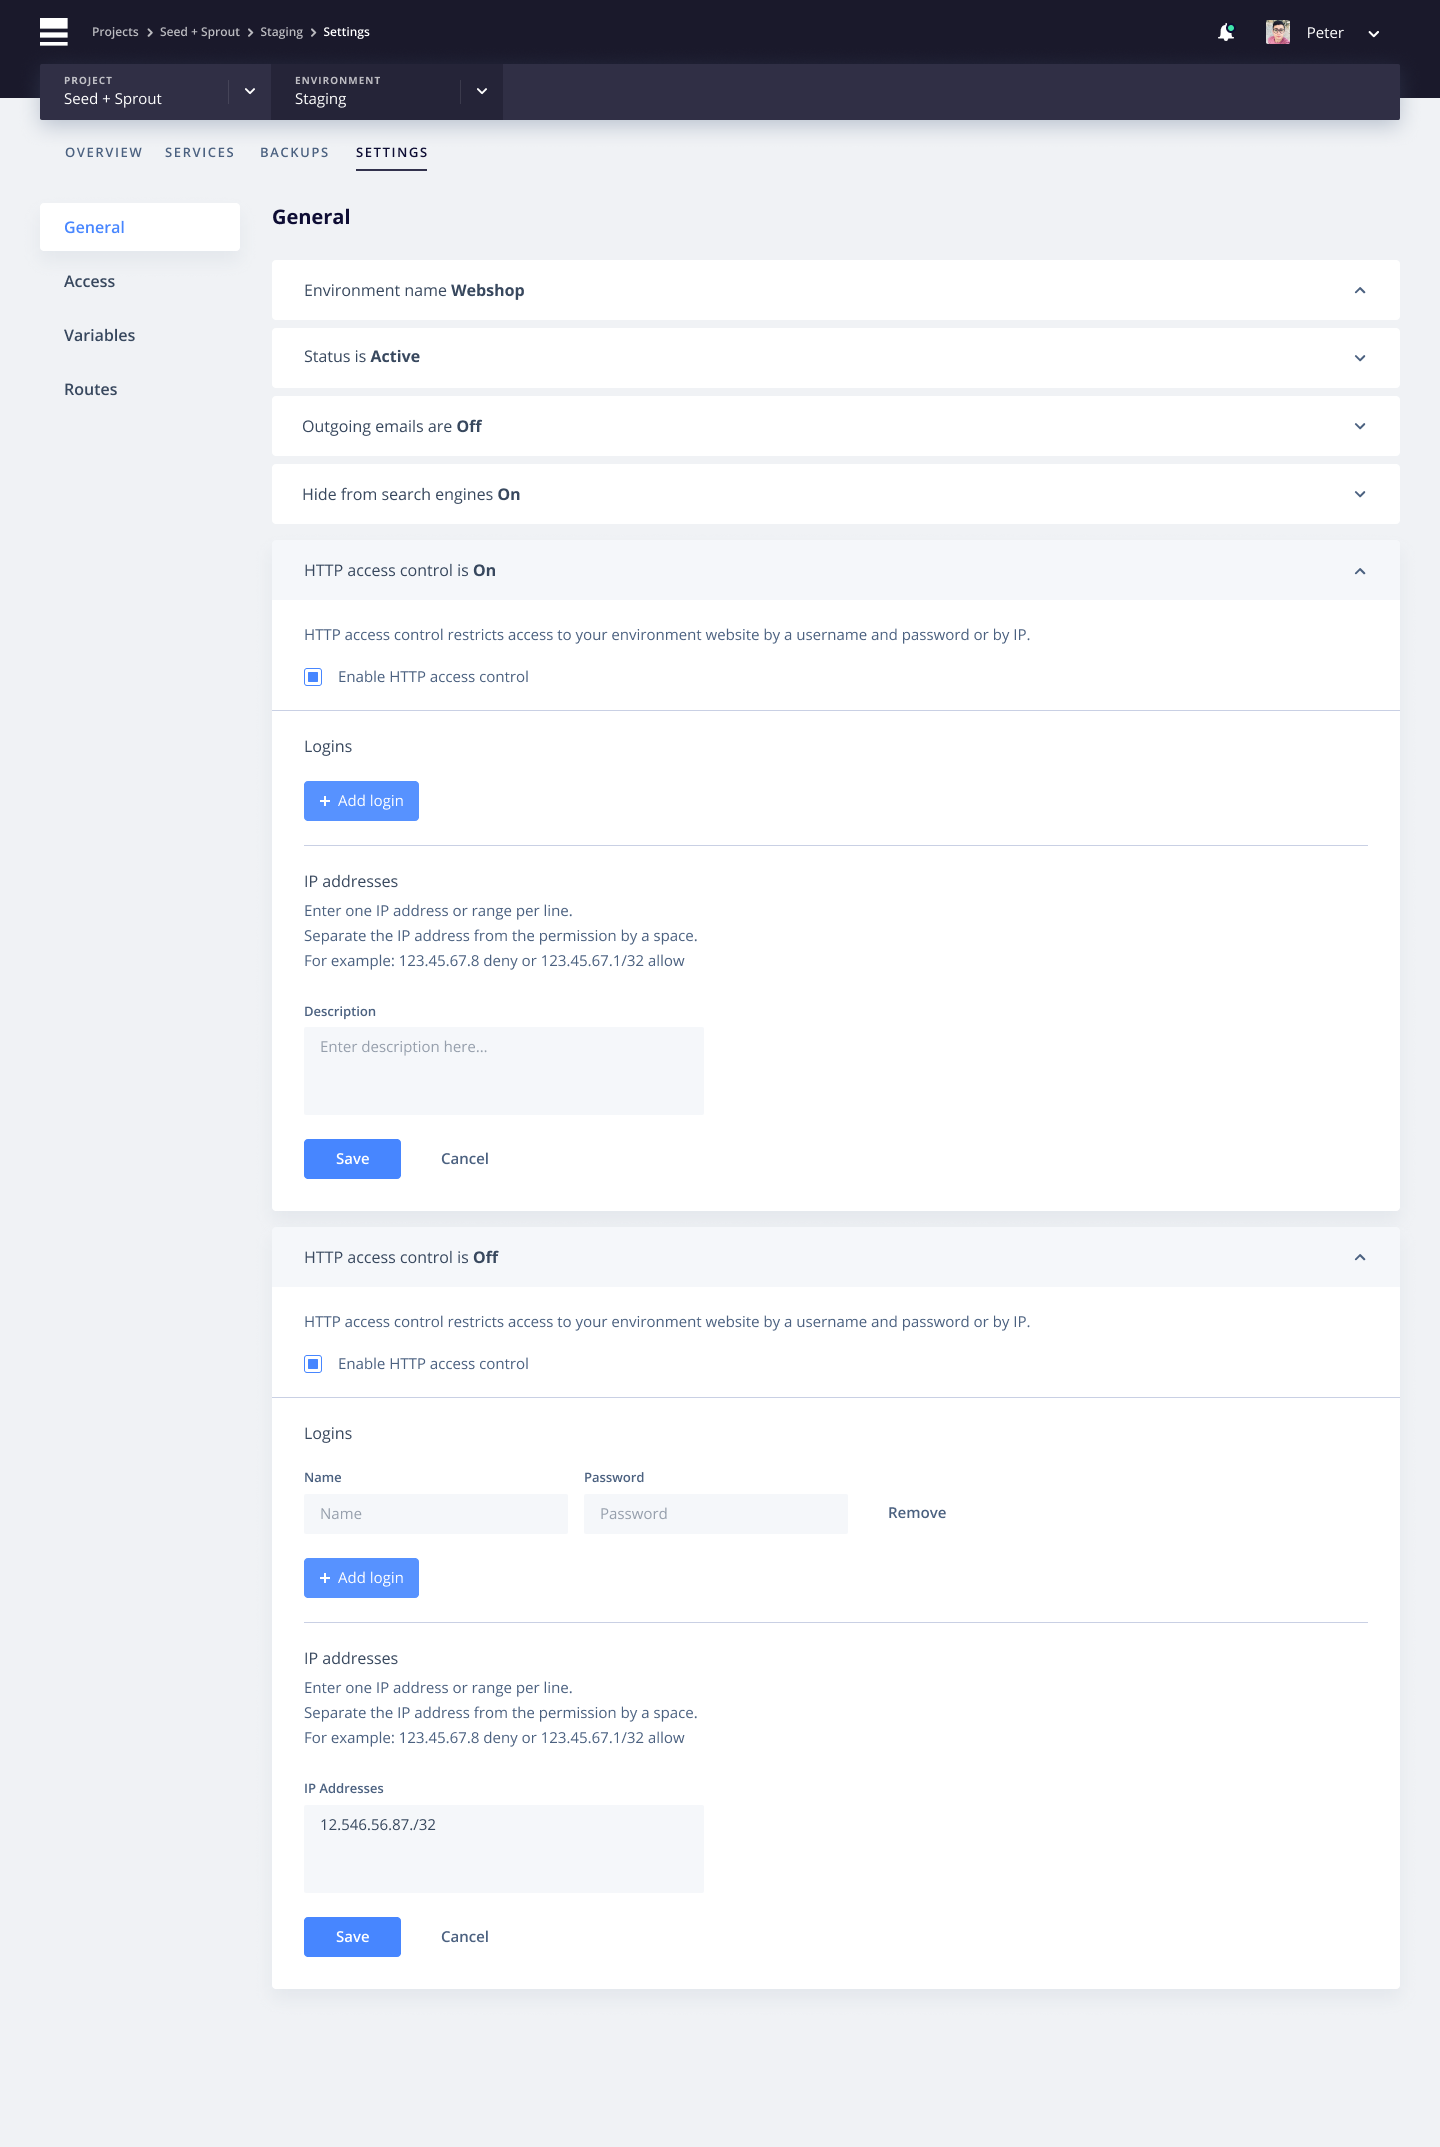 Projects > Seed + Sprout > Staging > Settings
Peter
PROJECT
Seed + Sprout
ENVIRONMENT
Staging
OVERVIEW SERVICES BACKUPS SETTINGS
General
Access
Variables
Routes
General
Environment name Webshop
Status is Active
Outgoing emails are Off
Hide from search engines On
HTTP access control is On
HTTP access control restricts access to your environment website by a username and password or by IP.
Enable HTTP access control
Logins
+ Add login
IP addresses
Enter one IP address or range per line.
Separate the IP address from the permission by a space.
For example: 123.45.67.8 deny or 123.45.67.1/32 allow
Description
Enter description here...
Save Cancel
HTTP access control is Off
HTTP access control restricts access to your environment website by a username and password or by IP.
Enable HTTP access control
Logins
Name Password
Name Password Remove
+ Add login
IP addresses
Enter one IP address or range per line.
Separate the IP address from the permission by a space.
For example: 123.45.67.8 deny or 123.45.67.1/32 allow
IP Addresses
12.546.56.87./32
Save Cancel